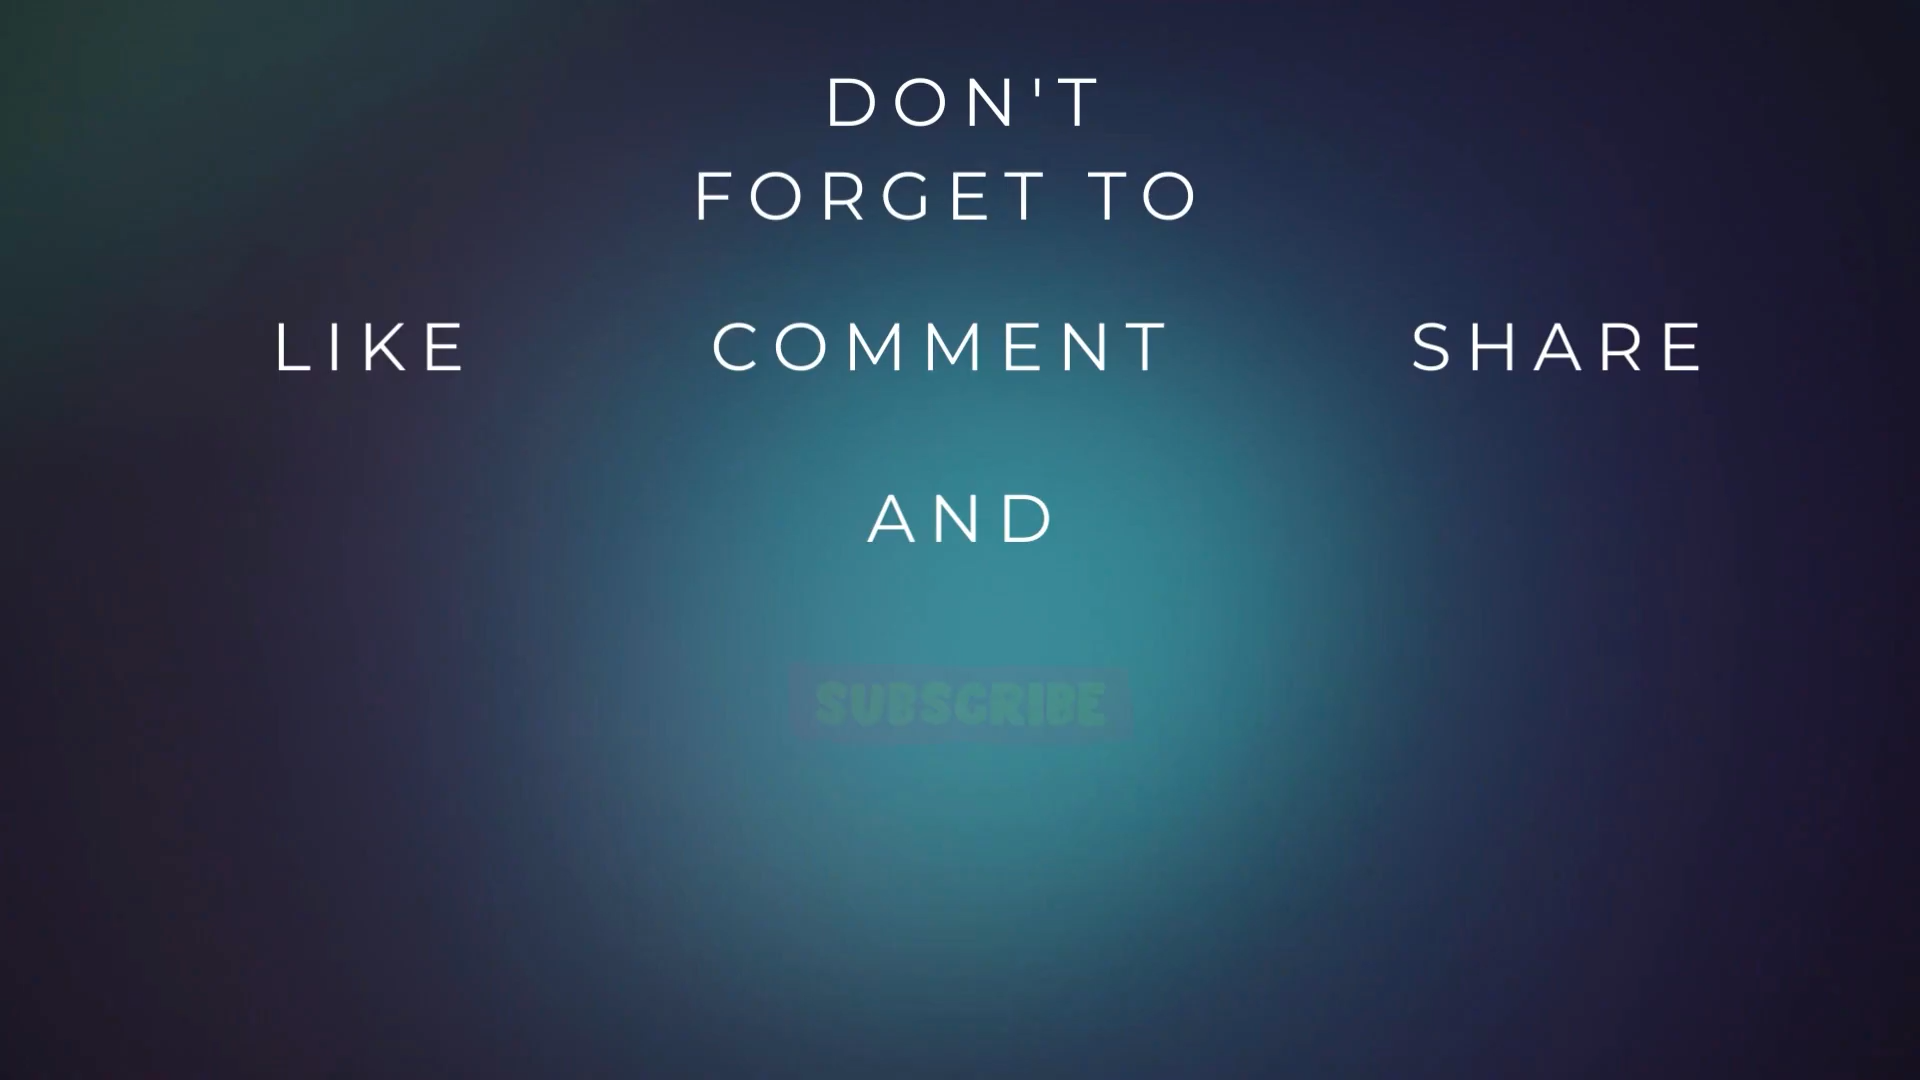 DON'T
FORGET TO
LIKE COMMENT SHARE
AND
SUBSCRIBE